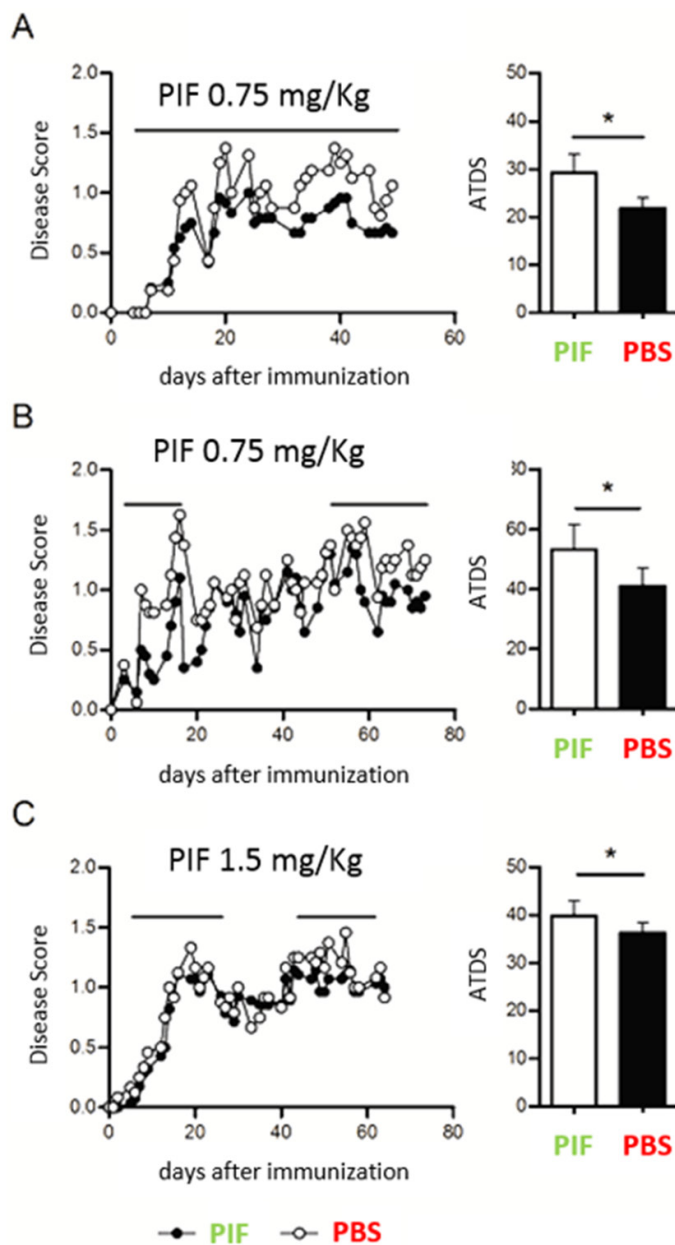 A
PIF 0.75 mg/Kg
Disease Score
2.0
1.5
1.0
0.5
0.0
0 20 40 60
days after immunization
ATDS
50
40
30
20
10
0
*
PIF PBS
B
PIF 0.75 mg/Kg
Disease Score
2.0
1.5
1.0
0.5
0.0
0 20 40 60 80
days after immunization
ATDS
80
60
40
20
0
*
PIF PBS
C
PIF 1.5 mg/Kg
Disease Score
2.0
1.5
1.0
0.5
0.0
0 20 40 60 80
days after immunization
ATDS
50
40
30
20
10
0
*
PIF PBS
PIF PBS